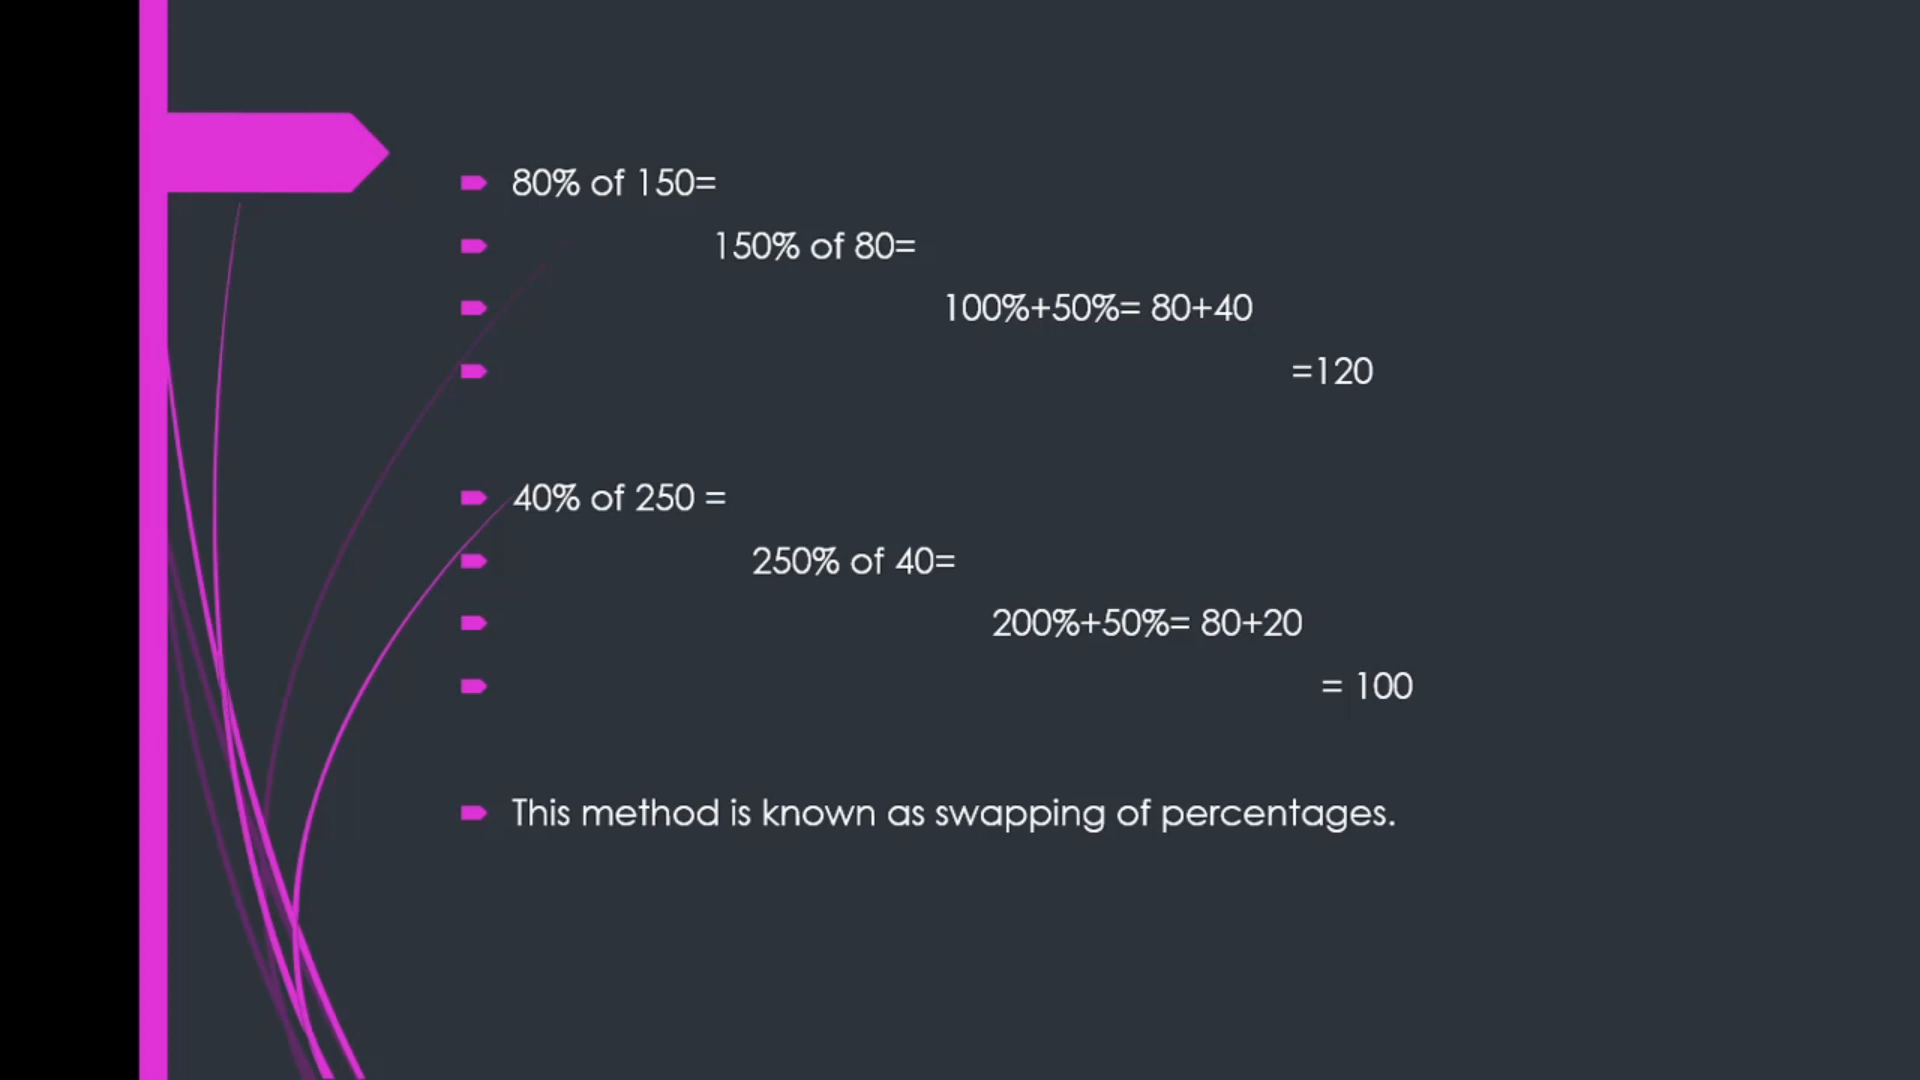 80% of 150=
150% of 80=
100%+50%= 80+40
=120
40% of 250 =
250% of 40=
200%+50%= 80+20
= 100
This method is known as swapping of percentages.